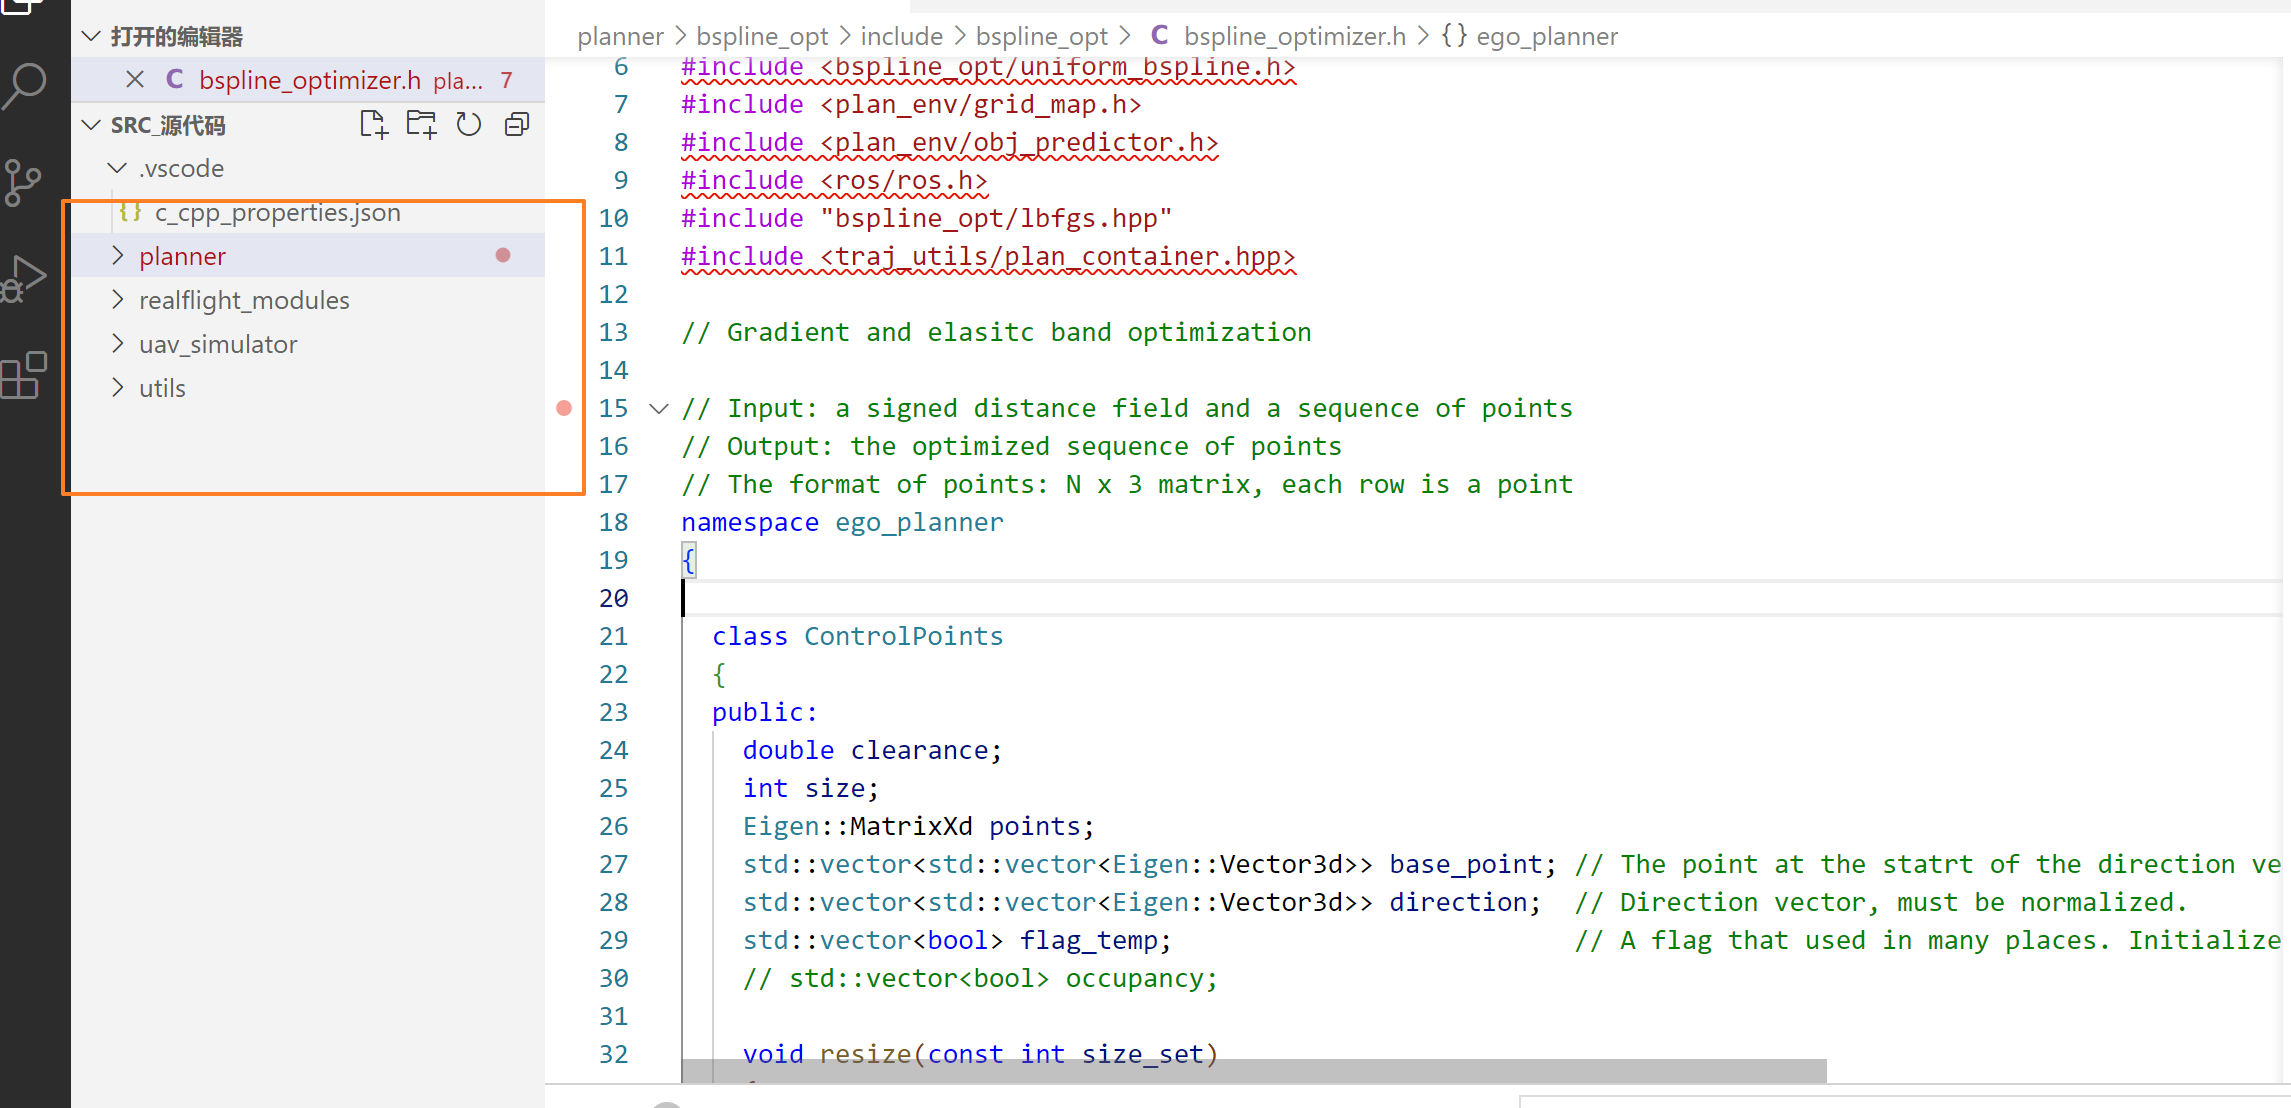 打开的编辑器
bspline_optimizer.h pla... 7
SRC_源代码
.vscode
c_cpp_properties.json
planner
realflight_modules
uav_simulator
utils
planner > bspline_opt > include > bspline_opt > C bspline_optimizer.h > {} ego_planner
6 #include <bspline_opt/uniform_bspline.h>
7 #include <plan_env/grid_map.h>
8 #include <plan_env/obj_predictor.h>
9 #include <ros/ros.h>
10 #include "bspline_opt/lbfgs.hpp"
11 #include <traj_utils/plan_container.hpp>
12
13 // Gradient and elasitc band optimization
14
15 // Input: a signed distance field and a sequence of points
16 // Output: the optimized sequence of points
17 // The format of points: N x 3 matrix, each row is a point
18 namespace ego_planner
19 {
20
21 class ControlPoints
22 {
23 public:
24 double clearance;
25 int size;
26 Eigen::MatrixXd points;
27 std::vector<std::vector<Eigen::Vector3d>> base_point; // The point at the statrt of the direction ve
28 std::vector<std::vector<Eigen::Vector3d>> direction; // Direction vector, must be normalized.
29 std::vector<bool> flag_temp; // A flag that used in many places. Initialize
30 // std::vector<bool> occupancy;
31
32 void resize(const int size_set)